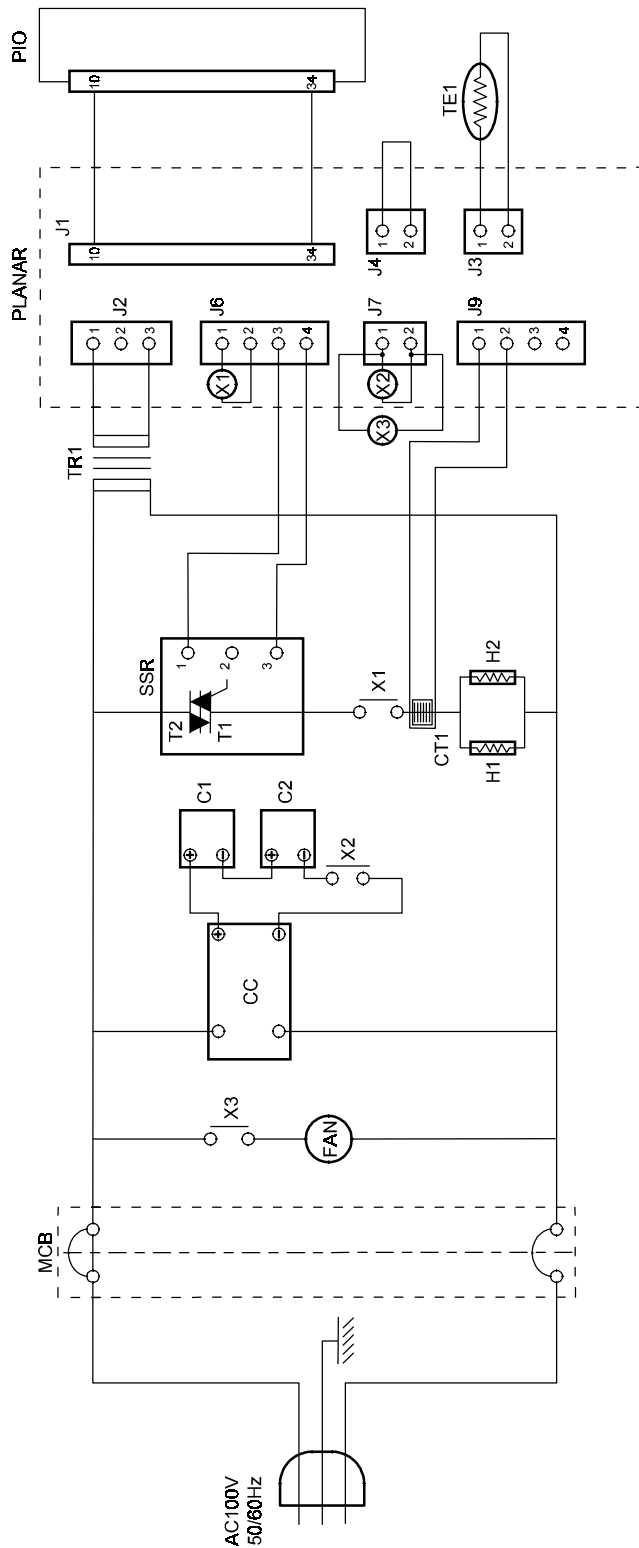 AC100V
50/60Hz
MCB
X3
FAN
CC
+
-
C1
+
-
C2
+
-
X2
SSR
T2
T1
1
2
3
X1
CT1
H1
H2
TR1
PLANAR
J2
1
2
3
J6
1
2
3
4
X1
J7
1
2
X2
X3
J9
1
2
3
4
J1
10
34
J4
1
2
J3
1
2
PIO
10
34
TE1